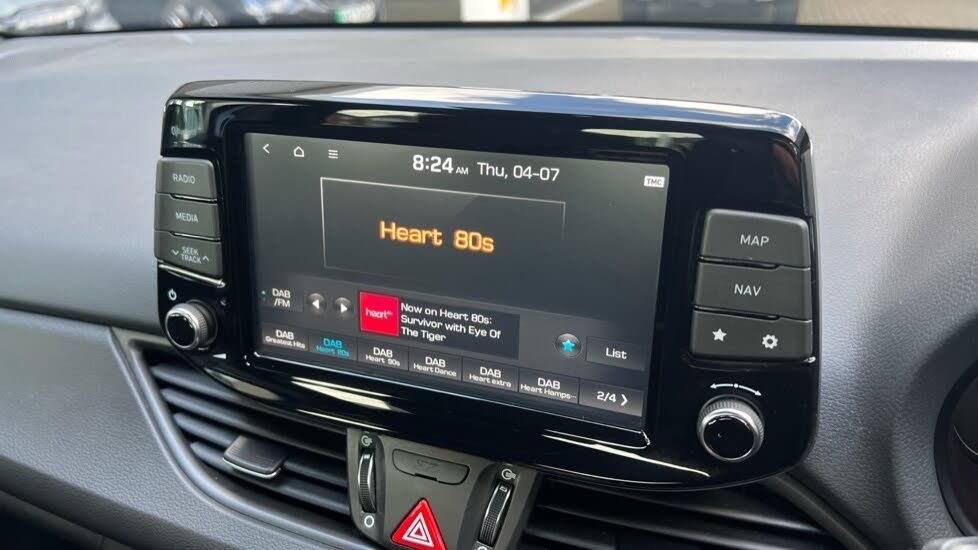 8:24 AM Thu, 04-07
TMC
RADIO
MEDIA
SEEK
TRACK
MAP
NAV
Heart 80s
DAB
/FM
heart
Now on Heart 80s:
Survivor with Eye Of
The Tiger
List
DAB
Greatest Hits
DAB
Heart 80s
DAB
Heart 90s
DAB
Heart Dance
DAB
Heart extra
DAB
Heart Hamps···
2/4